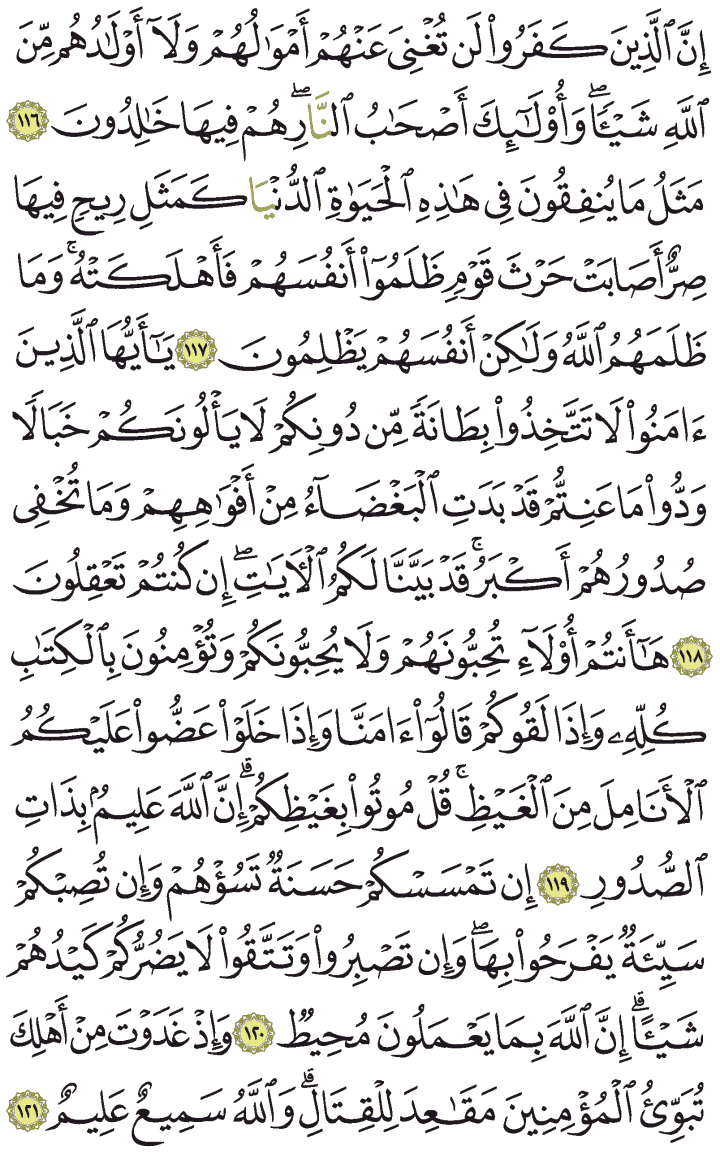 إِنَّ ٱلَّذِينَ كَفَرُواْ لَن تُغْنِيَ عَنْهُمْ أَمْوَٰلُهُمْ وَلَآ أَوْلَٰدُهُم مِّنَ
ٱللَّهِ شَيْـًٔاۖ وَأُوْلَٰٓئِكَ أَصْحَٰبُ ٱلنَّارِۖ هُمْ فِيهَا خَٰلِدُونَ ١١٦
مَثَلُ مَا يُنفِقُونَ فِي هَٰذِهِ ٱلْحَيَوٰةِ ٱلدُّنْيَا كَمَثَلِ رِيحٍ فِيهَا
صِرٌّ أَصَابَتْ حَرْثَ قَوْمٍ ظَلَمُوٓاْ أَنفُسَهُمْ فَأَهْلَكَتْهُۚ وَمَا
ظَلَمَهُمُ ٱللَّهُ وَلَٰكِنْ أَنفُسَهُمْ يَظْلِمُونَ ١١٧ يَٰٓأَيُّهَا ٱلَّذِينَ
ءَامَنُواْ لَا تَتَّخِذُواْ بِطَانَةً مِّن دُونِكُمْ لَا يَأْلُونَكُمْ خَبَالًا
وَدُّواْ مَا عَنِتُّمْ قَدْ بَدَتِ ٱلْبَغْضَآءُ مِنْ أَفْوَٰهِهِمْ وَمَا تُخْفِي
صُدُورُهُمْ أَكْبَرُۚ قَدْ بَيَّنَّا لَكُمُ ٱلْأٓيَٰتِۖ إِن كُنتُمْ تَعْقِلُونَ
١١٨ هَٰٓأَنتُمْ أُوْلَآءِ تُحِبُّونَهُمْ وَلَا يُحِبُّونَكُمْ وَتُؤْمِنُونَ بِٱلْكِتَٰبِ
كُلِّهِۦ وَإِذَا لَقُوكُمْ قَالُوٓاْ ءَامَنَّا وَإِذَا خَلَوْاْ عَضُّواْ عَلَيْكُمُ
ٱلْأَنَامِلَ مِنَ ٱلْغَيْظِۚ قُلْ مُوتُواْ بِغَيْظِكُمْۗ إِنَّ ٱللَّهَ عَلِيمُۢ بِذَاتِ
ٱلصُّدُورِ ١١٩ إِن تَمْسَسْكُمْ حَسَنَةٌ تَسُؤْهُمْ وَإِن تُصِبْكُمْ
سَيِّئَةٌ يَفْرَحُواْ بِهَاۖ وَإِن تَصْبِرُواْ وَتَتَّقُواْ لَا يَضُرُّكُمْ كَيْدُهُمْ
شَيْـًٔاۗ إِنَّ ٱللَّهَ بِمَا يَعْمَلُونَ مُحِيطٌ ١٢٠ وَإِذْ غَدَوْتَ مِنْ أَهْلِكَ
تُبَوِّئُ ٱلْمُؤْمِنِينَ مَقَٰعِدَ لِلْقِتَالِۗ وَٱللَّهُ سَمِيعٌ عَلِيمٌ ١٢١